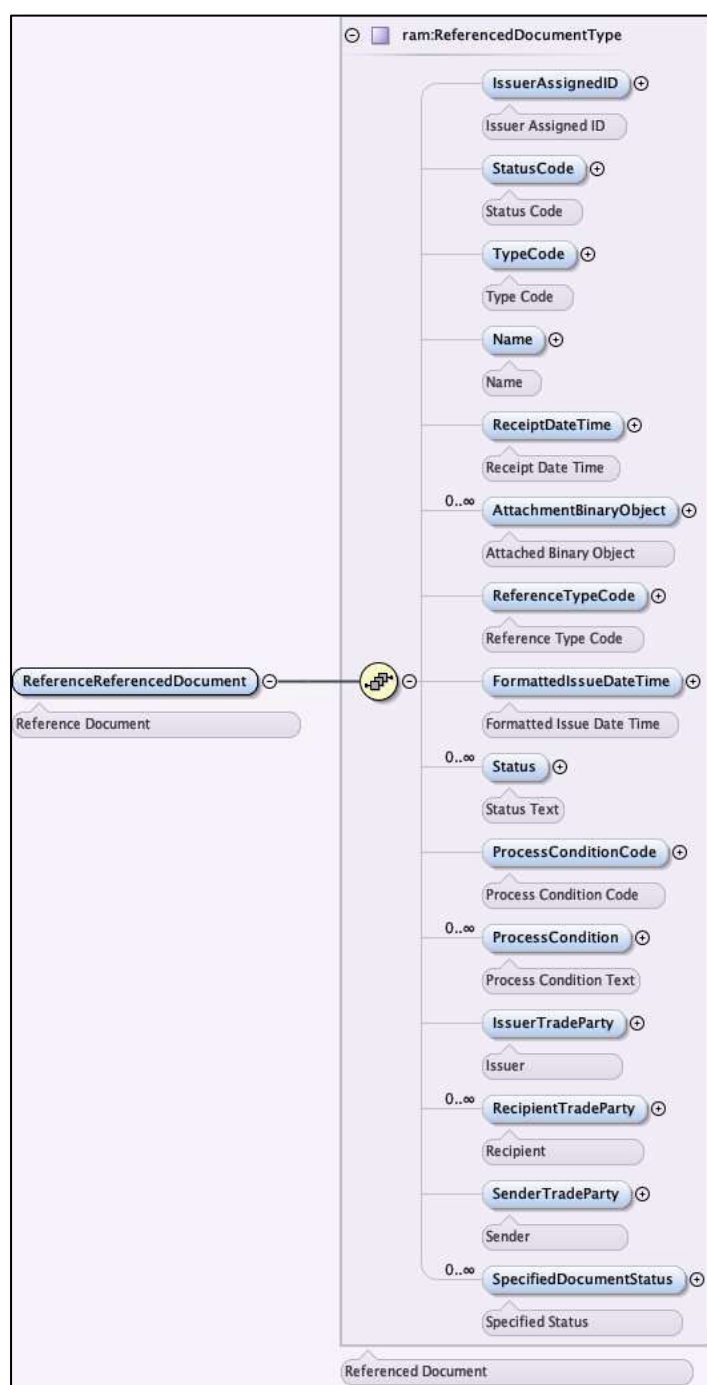 ram:ReferencedDocumentType
IssuerAssignedID
Issuer Assigned ID
StatusCode
Status Code
TypeCode
Type Code
Name
Name
ReceiptDateTime
Receipt Date Time
0..∞
AttachmentBinaryObject
Attached Binary Object
ReferenceTypeCode
Reference Type Code
ReferenceReferencedDocument
Reference Document
FormattedIssueDateTime
Formatted Issue Date Time
0..∞
Status
Status Text
ProcessConditionCode
Process Condition Code
0..∞
ProcessCondition
Process Condition Text
IssuerTradeParty
Issuer
0..∞
RecipientTradeParty
Recipient
SenderTradeParty
Sender
0..∞
SpecifiedDocumentStatus
Specified Status
Referenced Document